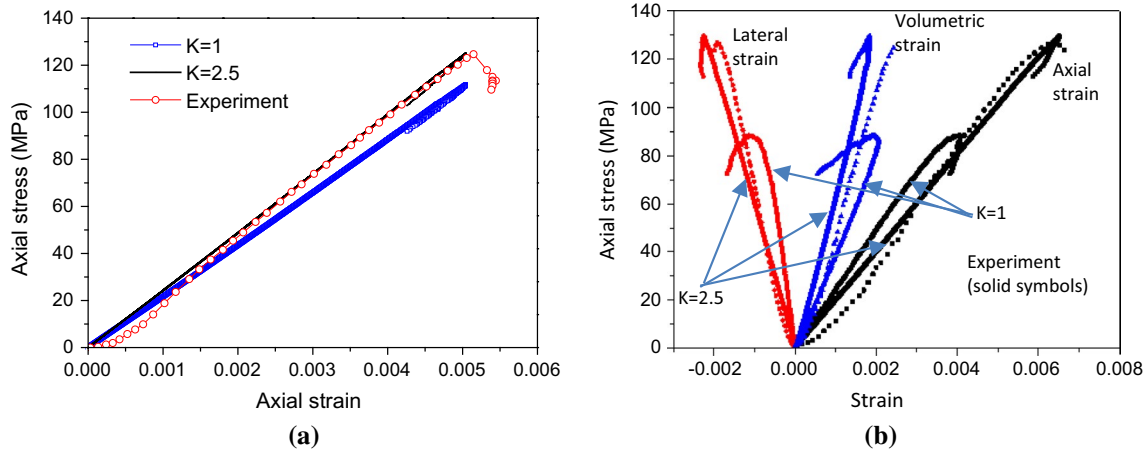 140
120
100
80
60
40
20
0
Axial stress (MPa)
K=1
K=2.5
Experiment
0.000
0.001
0.002
0.003
0.004
0.005
0.006
Axial strain
(a)
140
120
100
80
60
40
20
0
Axial stress (MPa)
Lateral
strain
Volumetric
strain
Axial
strain
K=1
K=2.5
Experiment
(solid symbols)
-0.002
0.000
0.002
0.004
0.006
0.008
Strain
(b)